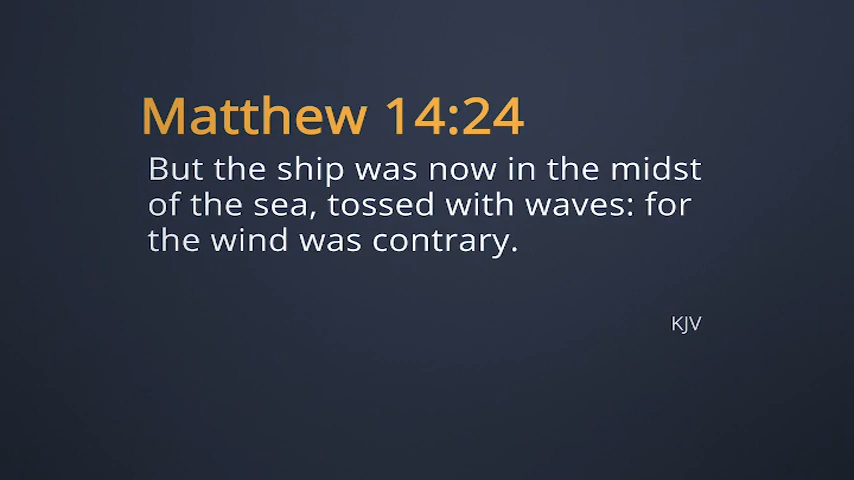 Matthew 14:24
But the ship was now in the midst
of the sea, tossed with waves: for
the wind was contrary.
KJV